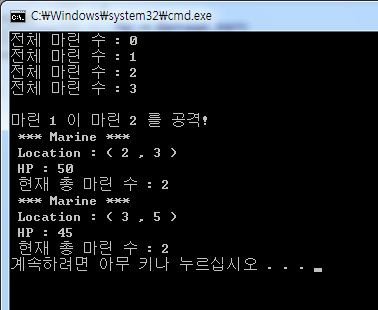 C:\Windows\system32\cmd.exe
전체 마린 수 : 0
전체 마린 수 : 1
전체 마린 수 : 2
전체 마린 수 : 3
마린 1 이 마린 2 를 공격!
*** Marine ***
Location : ( 2 , 3 )
HP : 50
현재 총 마린 수 : 2
*** Marine ***
Location : ( 3 , 5 )
HP : 45
현재 총 마린 수 : 2
계속하려면 아무 키나 누르십시오 . . .